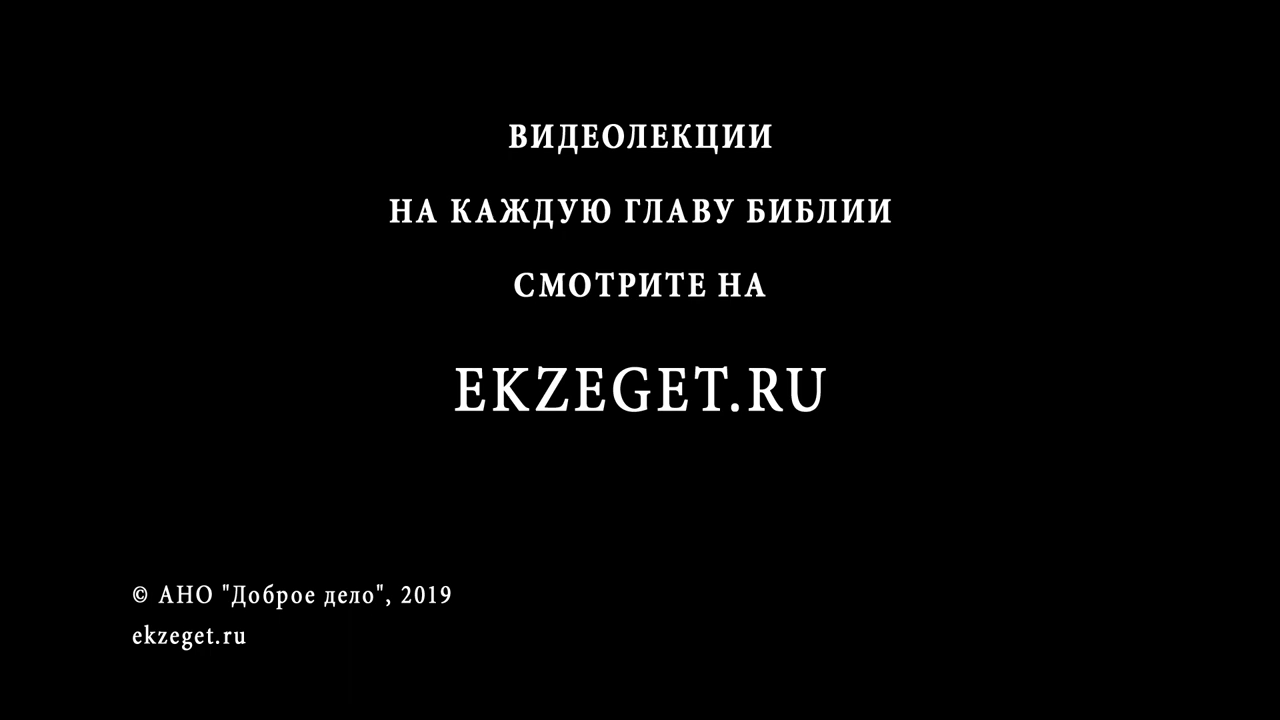 ВИДЕОЛЕКЦИИ
НА КАЖДУЮ ГЛАВУ БИБЛИИ
СМОТРИТЕ НА
EKZEGET.RU
© АНО "Доброе дело", 2019
ekzeget.ru